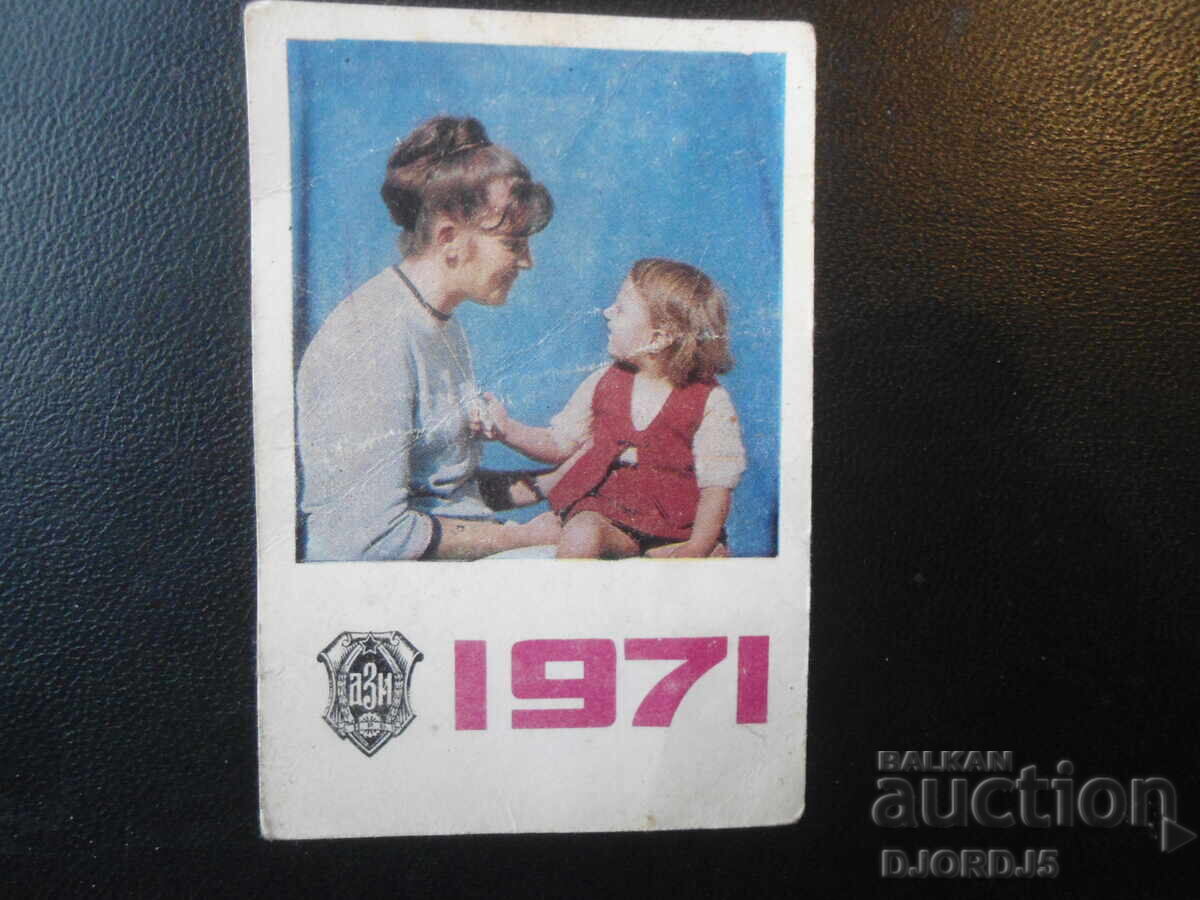 ДЗИ
1971
BALKAN
auction
DJORDJ5